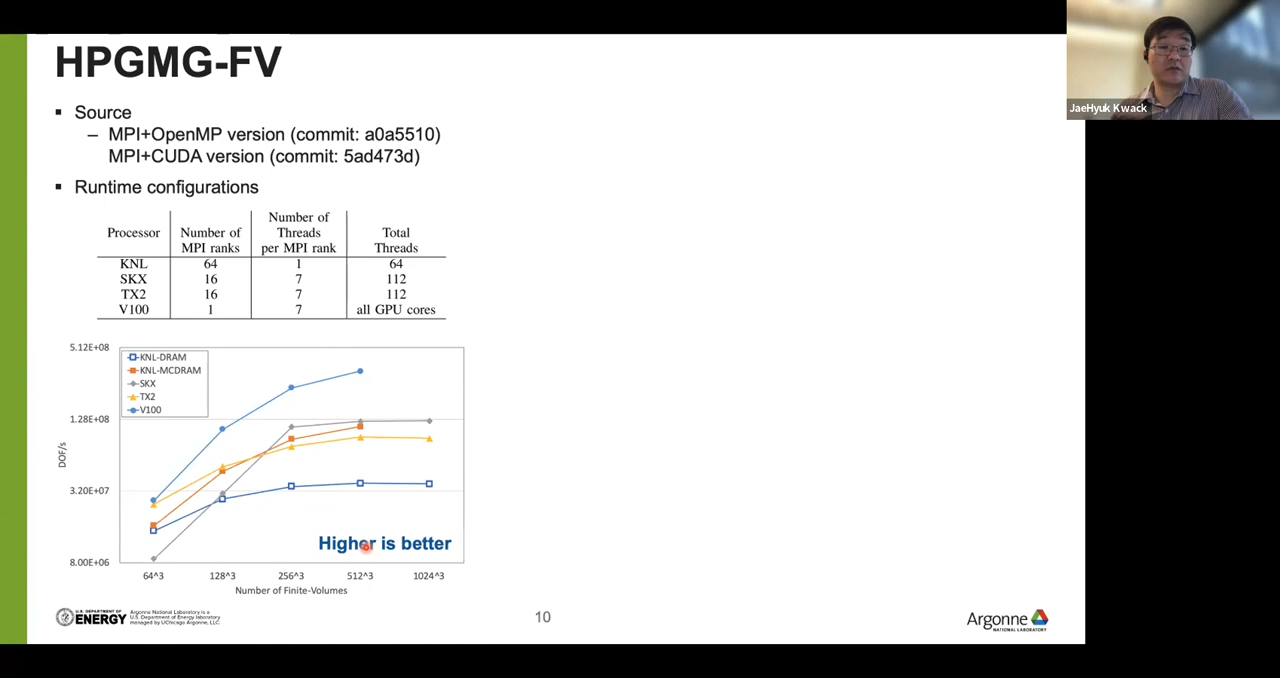 HPGMG-FV
JaeHyuk Kwack
▪ Source
– MPI+OpenMP version (commit: a0a5510)
MPI+CUDA version (commit: 5ad473d)
▪ Runtime configurations
Processor | Number of MPI ranks | Number of Threads per MPI rank | Total Threads
KNL | 64 | 1 | 64
SKX | 16 | 7 | 112
TX2 | 16 | 7 | 112
V100 | 1 | 7 | all GPU cores
5.12E+08
1.28E+08
3.20E+07
8.00E+06
DOF/s
KNL-DRAM
KNL-MCDRAM
SKX
TX2
V100
Higher is better
64^3 128^3 256^3 512^3 1024^3
Number of Finite-Volumes
U.S. DEPARTMENT OF
ENERGY
Argonne National Laboratory is a
U.S. Department of Energy laboratory
managed by UChicago Argonne, LLC.
10
Argonne
NATIONAL LABORATORY